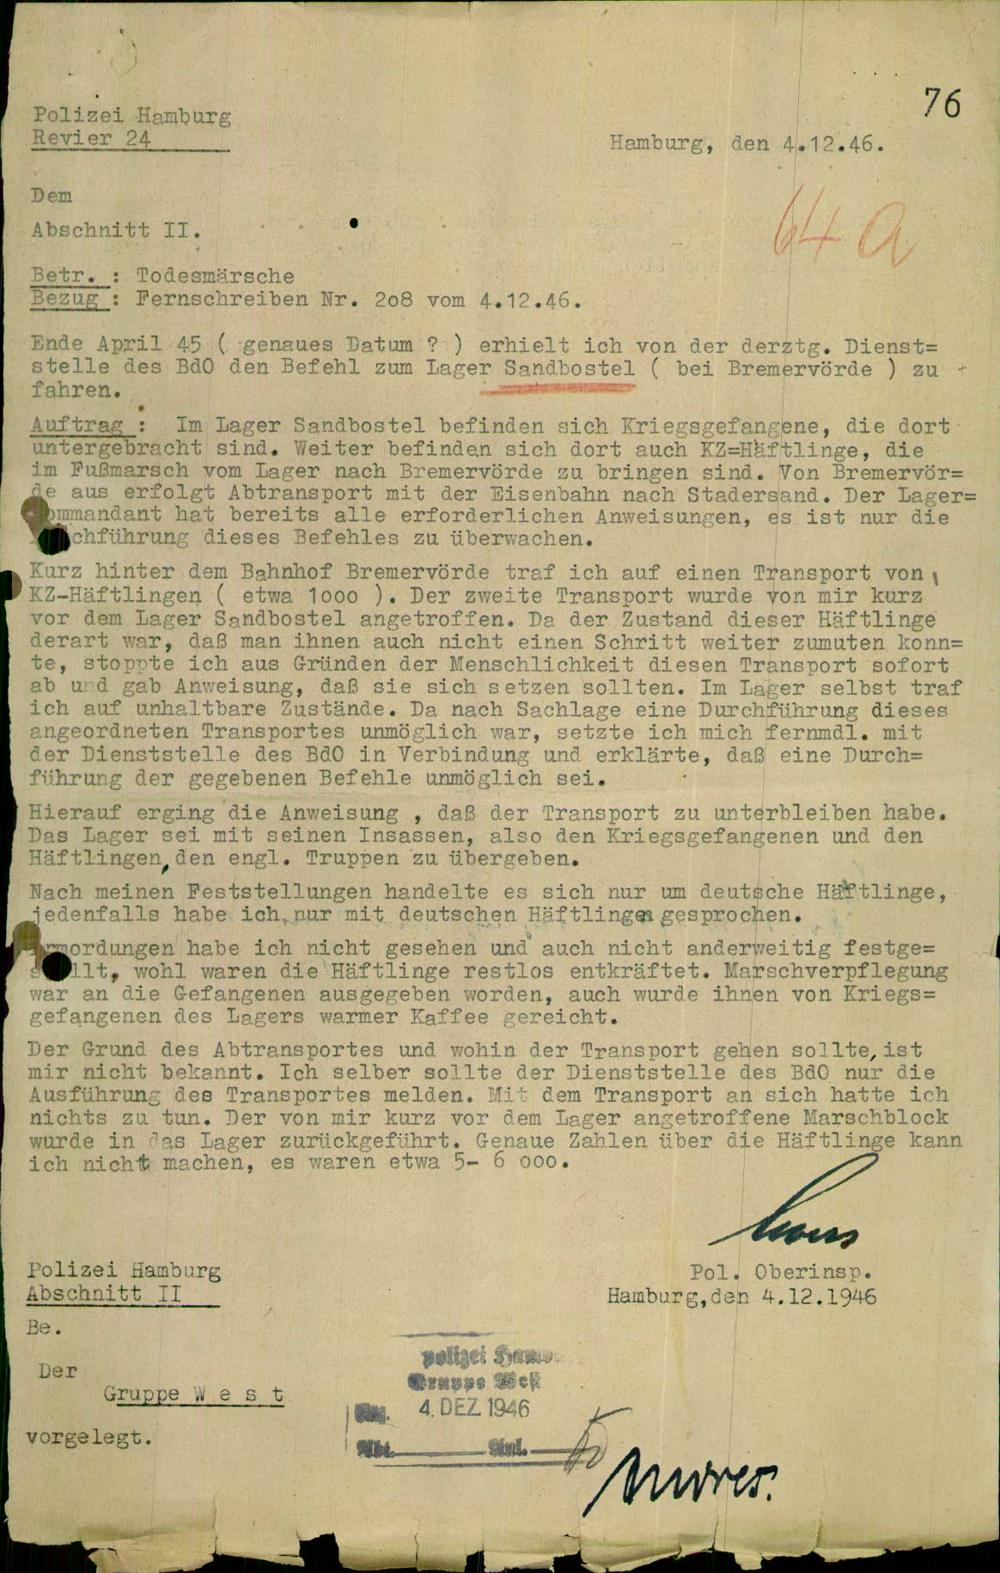 76
Polizei Hamburg
Revier 24
Hamburg, den 4.12.46.
Dem
Abschnitt II.
64 a
Betr. : Todesmärsche
Bezug : Fernschreiben Nr. 2o8 vom 4.12.46.
Ende April 45 ( genaues Datum ? ) erhielt ich von der derztg. Dienst=
stelle des BdO den Befehl zum Lager Sandbostel ( bei Bremervörde ) zu
fahren.
Auftrag : Im Lager Sandbostel befinden sich Kriegsgefangene, die dort
untergebracht sind. Weiter befinden sich dort auch KZ=Häftlinge, die
im Fußmarsch vom Lager nach Bremervörde zu bringen sind. Von Bremervör=
de aus erfolgt Abtransport mit der Eisenbahn nach Stadersand. Der Lager=
ommandant hat bereits alle erforderlichen Anweisungen, es ist nur die
chführung dieses Befehles zu überwachen.
Kurz hinter dem Bahnhof Bremervörde traf ich auf einen Transport von
KZ-Häftlingen ( etwa 1ooo ). Der zweite Transport wurde von mir kurz
vor dem Lager Sandbostel angetroffen. Da der Zustand dieser Häftlinge
derart war, daß man ihnen auch nicht einen Schritt weiter zumuten konn=
te, stoppte ich aus Gründen der Menschlichkeit diesen Transport sofort
ab und gab Anweisung, daß sie sich setzen sollten. Im Lager selbst traf
ich auf unhaltbare Zustände. Da nach Sachlage eine Durchführung dieses
angeordneten Transportes unmöglich war, setzte ich mich fernmdl. mit
der Dienststelle des BdO in Verbindung und erklärte, daß eine Durch=
führung der gegebenen Befehle unmöglich sei.
Hierauf erging die Anweisung , daß der Transport zu unterbleiben habe.
Das Lager sei mit seinen Insassen, also den Kriegsgefangenen und den
Häftlingen, den engl. Truppen zu übergeben.
Nach meinen Feststellungen handelte es sich nur um deutsche Häftlinge,
jedenfalls habe ich nur mit deutschen Häftlingen gesprochen.
rmordungen habe ich nicht gesehen und auch nicht anderweitig festge=
s llt, wohl waren die Häftlinge restlos entkräftet. Marschverpflegung
war an die Gefangenen ausgegeben worden, auch wurde ihnen von Kriegs=
gefangenen des Lagers warmer Kaffee gereicht.
Der Grund des Abtransportes und wohin der Transport gehen sollte, ist
mir nicht bekannt. Ich selber sollte der Dienststelle des BdO nur die
Ausführung des Transportes melden. Mit dem Transport an sich hatte ich
nichts zu tun. Der von mir kurz vor dem Lager angetroffene Marschblock
wurde in das Lager zurückgeführt. Genaue Zahlen über die Häftlinge kann
ich nicht machen, es waren etwa 5- 6 ooo.
Pol. Oberinsp.
Polizei Hamburg
Abschnitt II
Hamburg,den 4.12.1946
Be.
Der
Gruppe W e s t
vorgelegt.
Polizei Ham
Gruppe West
4. DEZ. 1946
Abt. Anl.